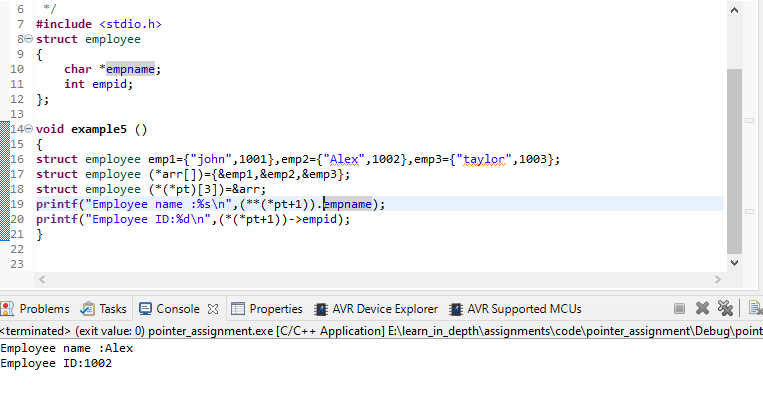 6 */
7 #include <stdio.h>
8 struct employee
9 {
10 char *empname;
11 int empid;
12 };
13
14 void example5 ()
15 {
16 struct employee emp1={"john",1001},emp2={"Alex",1002},emp3={"taylor",1003};
17 struct employee (*arr[])={&emp1,&emp2,&emp3};
18 struct employee (*(*pt)[3])=&arr;
19 printf("Employee name :%s\n",(**(*pt+1)).empname);
20 printf("Employee ID:%d\n",(*(*pt+1))->empid);
21 }
22
23
Problems Tasks Console Properties AVR Device Explorer AVR Supported MCUs
<terminated> (exit value: 0) pointer_assignment.exe [C/C++ Application] E:\learn_in_depth\assignments\code\pointer_assignment\Debug\point
Employee name :Alex
Employee ID:1002